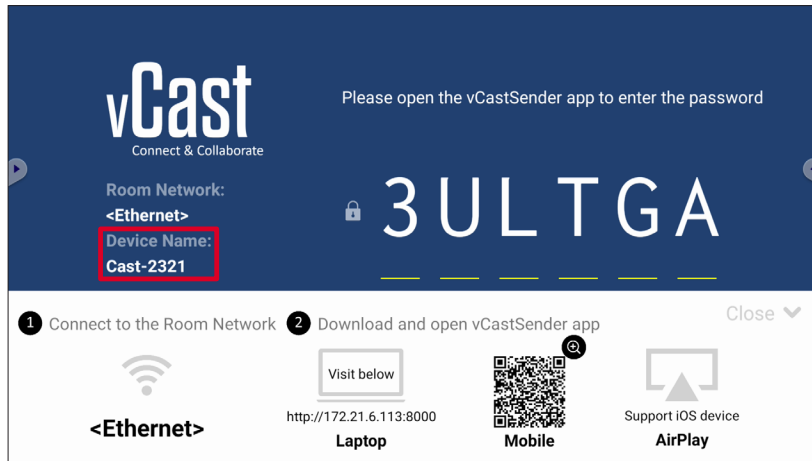 vCast
Connect & Collaborate
Please open the vCastSender app to enter the password
Room Network:
<Ethernet>
Device Name:
Cast-2321
3ULTGA
Close
1 Connect to the Room Network
2 Download and open vCastSender app
<Ethernet>
Visit below
http://172.21.6.113:8000
Laptop
Mobile
Support iOS device
AirPlay